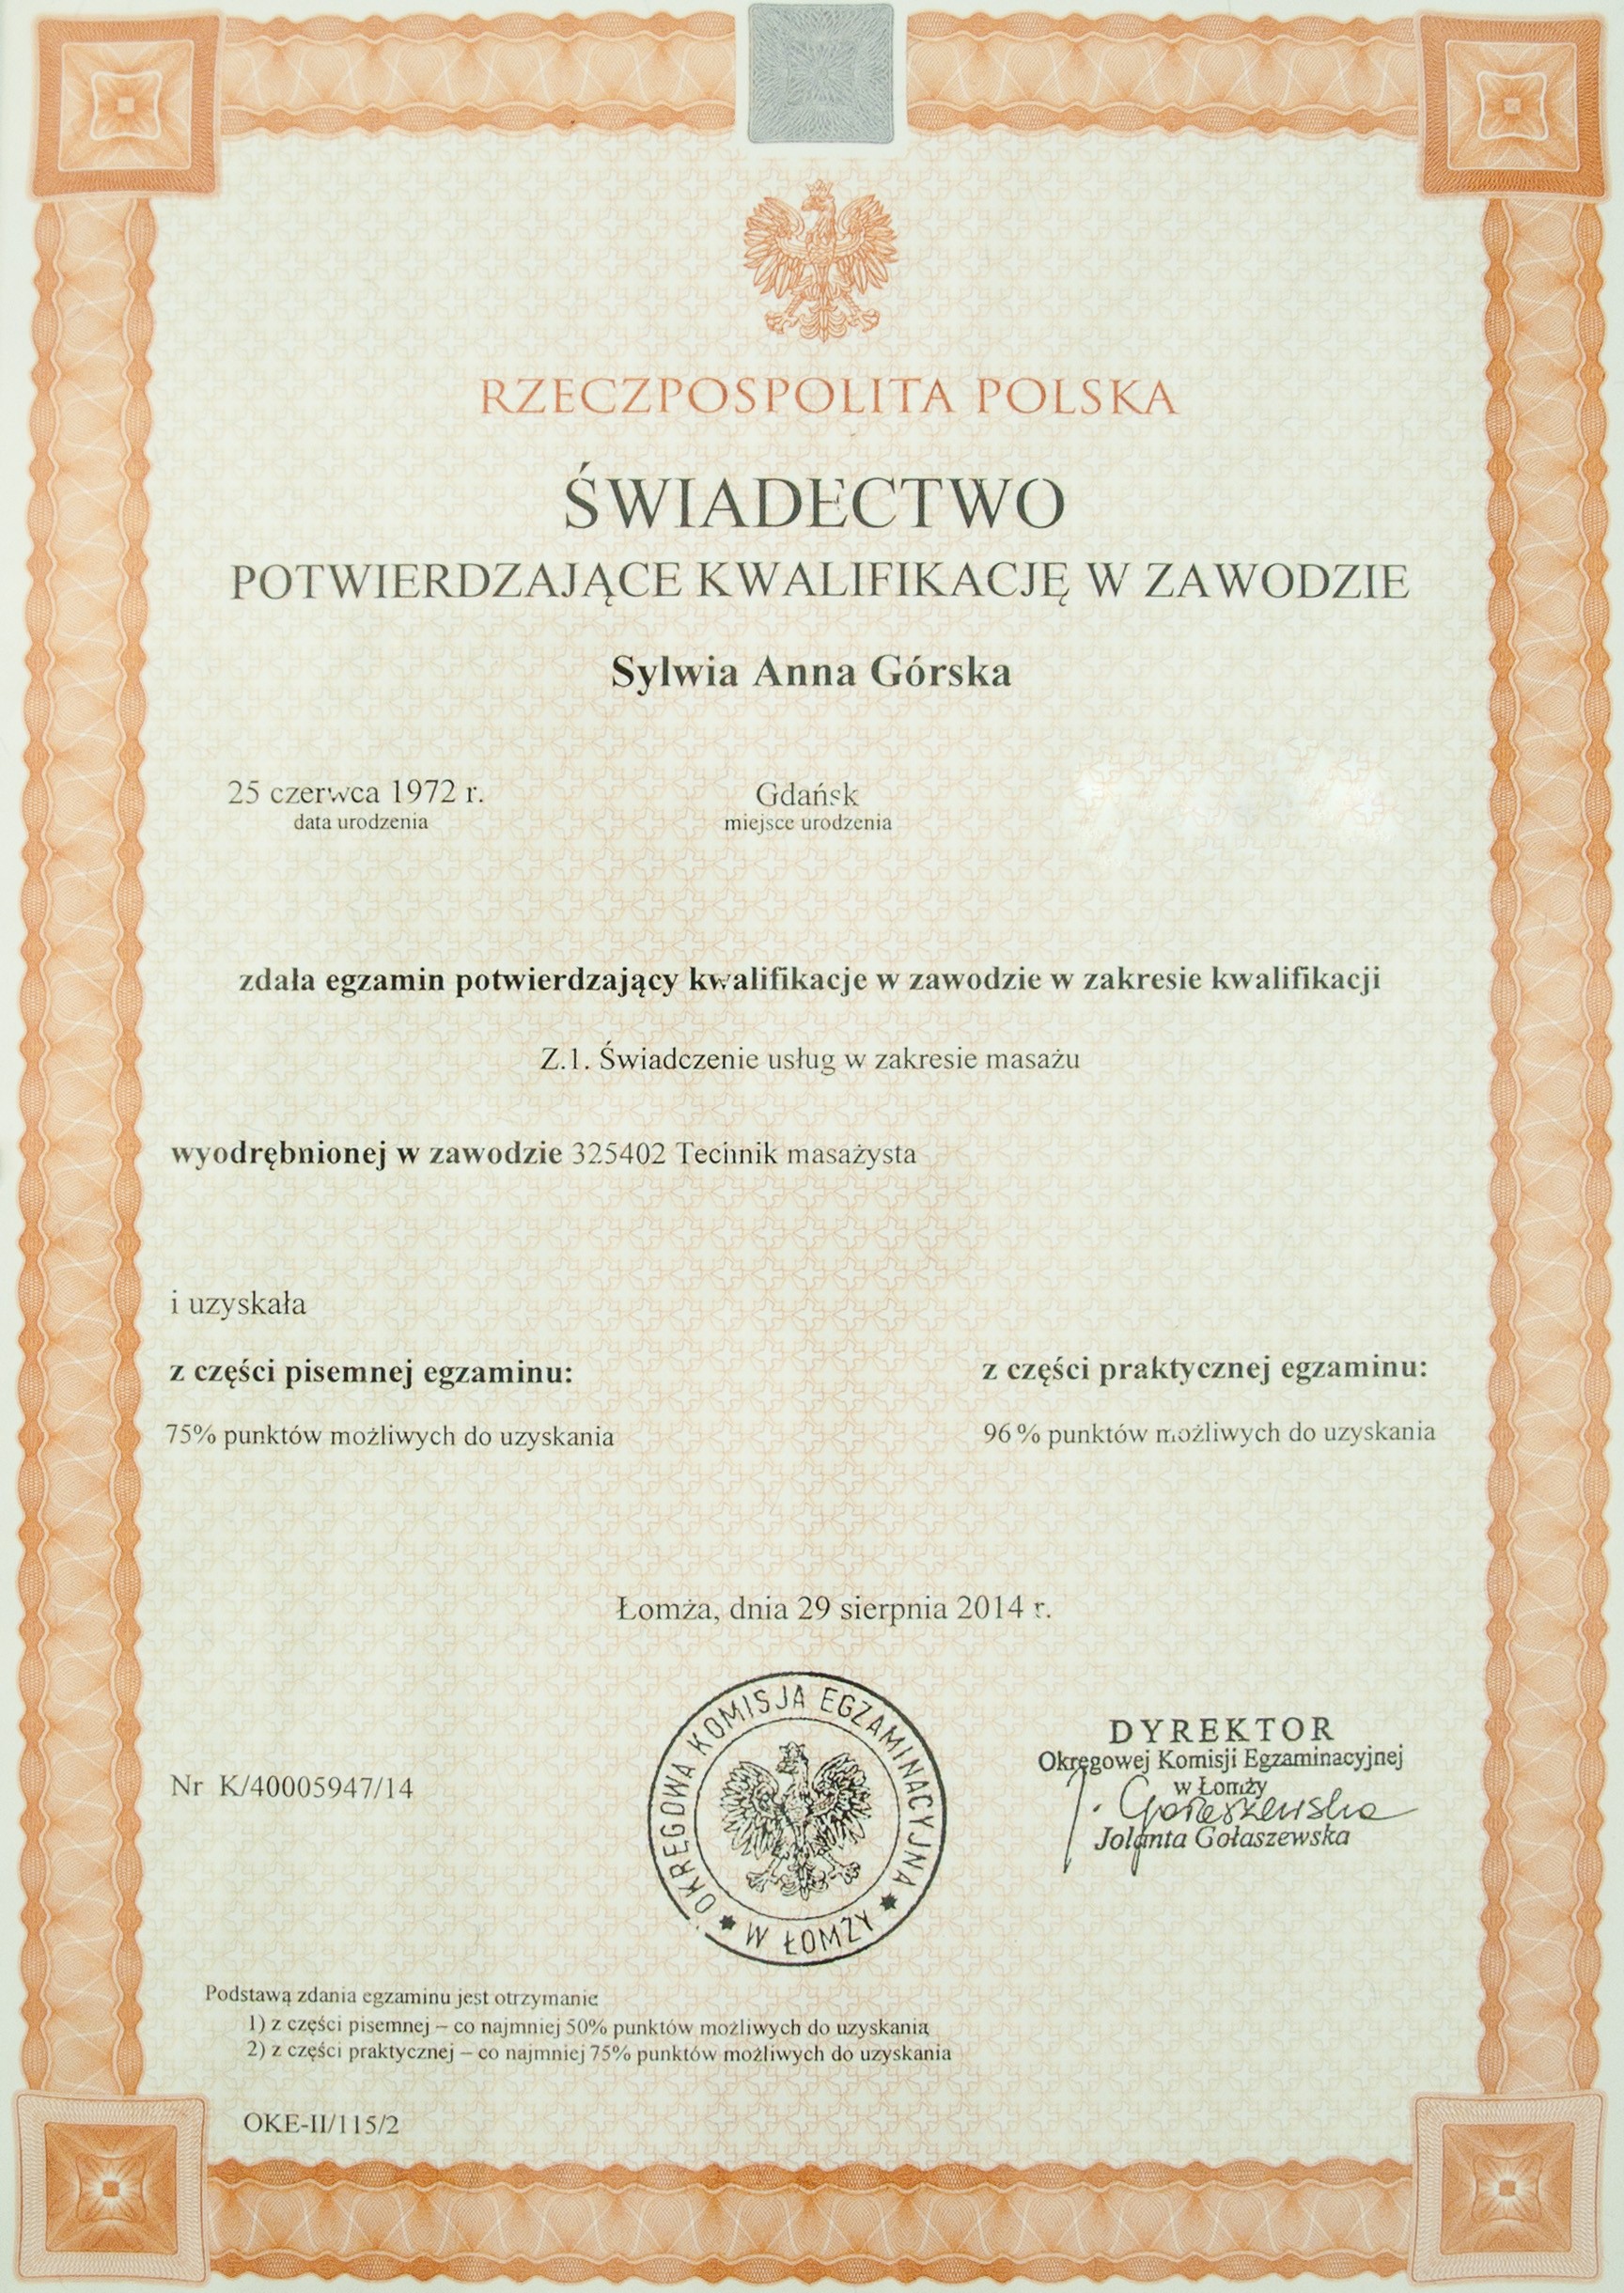 RZECZPOSPOLITA POLSKA
ŚWIADECTWO
POTWIERDZAJĄCE KWALIFIKACJĘ W ZAWODZIE
Sylwia Anna Górska
25 czerwca 1972 r. Gdańsk
data urodzenia miejsce urodzenia
zdała egzamin potwierdzający kwalifikacje w zawodzie w zakresie kwalifikacji
Z.1. Świadczenie usług w zakresie masażu
wyodrębnionej w zawodzie 325402 Technik masażysta
i uzyskała
z części pisemnej egzaminu: z części praktycznej egzaminu:
75% punktów możliwych do uzyskania 96 % punktów możliwych do uzyskania
Łomża, dnia 29 sierpnia 2014 r.
OKRĘGOWA KOMISJA EGZAMINACYJNA
W ŁOMŻY
DYREKTOR
Okręgowej Komisji Egzaminacyjnej
w Łomży
J. Gołaszewska
Jolanta Gołaszewska
Nr K/40005947/14
Podstawą zdania egzaminu jest otrzymanie
1) z części pisemnej – co najmniej 50% punktów możliwych do uzyskania
2) z części praktycznej – co najmniej 75% punktów możliwych do uzyskania
OKE-II/115/2